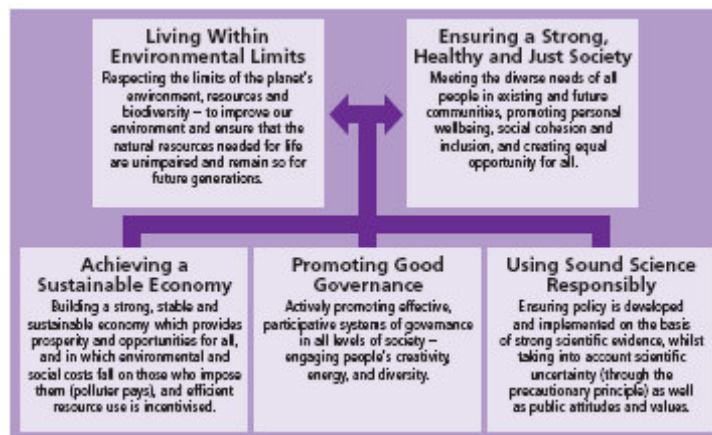 Living Within
Environmental Limits
Respecting the limits of the planet's
environment, resources and
biodiversity – to improve our
environment and ensure that the
natural resources needed for life
are unimpaired and remain so for
future generations.
Ensuring a Strong,
Healthy and Just Society
Meeting the diverse needs of all
people in existing and future
communities, promoting personal
wellbeing, social cohesion and
inclusion, and creating equal
opportunity for all.
Achieving a
Sustainable Economy
Building a strong, stable and
sustainable economy which provides
prosperity and opportunities for all,
and in which environmental and
social costs fall on those who impose
them (polluter pays), and efficient
resource use is incentivised.
Promoting Good
Governance
Actively promoting effective,
participative systems of governance
in all levels of society –
engaging people's creativity,
energy, and diversity.
Using Sound Science
Responsibly
Ensuring policy is developed
and implemented on the basis
of strong scientific evidence, whilst
taking into account scientific
uncertainty (through the
precautionary principle) as well
as public attitudes and values.